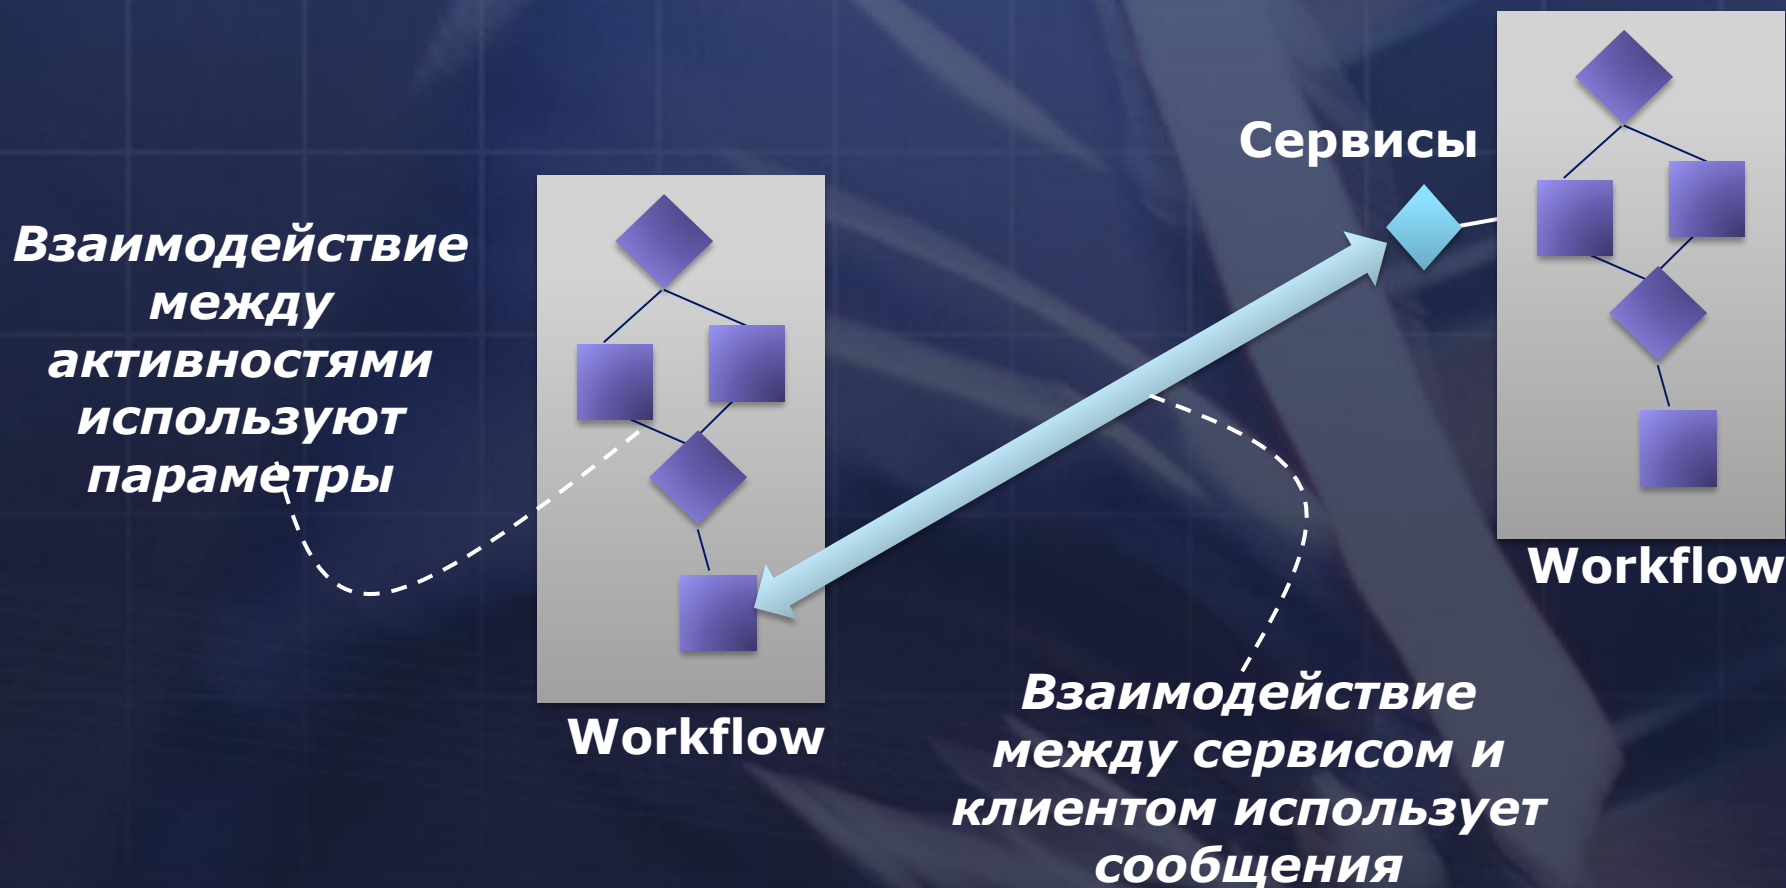 Сервисы
Взаимодействие
между
активностями
используют
параметры
Workflow
Workflow
Взаимодействие
между сервисом и
клиентом использует
сообщения